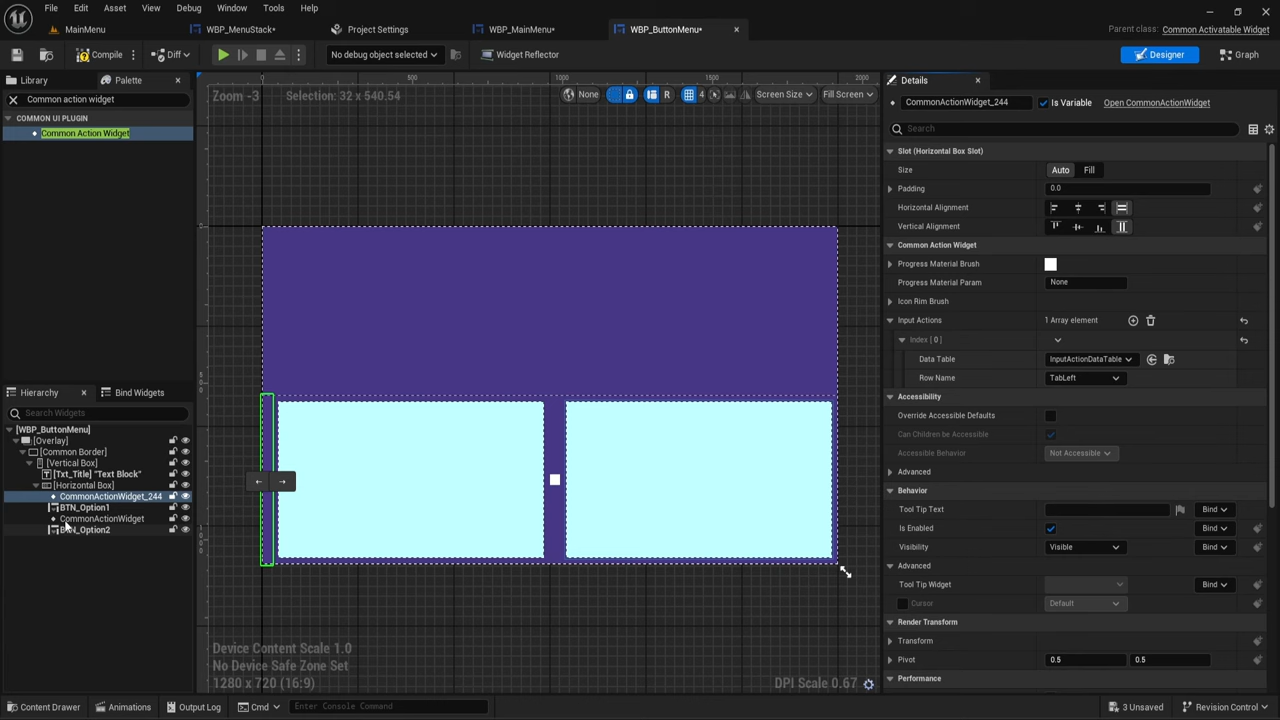 File Edit Asset View Debug Window Tools Help
MainMenu WBP_MenuStack* Project Settings WBP_MainMenu* WBP_ButtonMenu* Parent class: Common Activatable Widget
Compile Diff No debug object selected Widget Reflector Designer Graph
Library Palette
Common action widget
COMMON UI PLUGIN
Common Action Widget
Hierarchy Bind Widgets
Search Widgets
[WBP_ButtonMenu]
[Overlay]
[Common Border]
[Vertical Box]
[Txt_Title] "Text Block"
[Horizontal Box]
CommonActionWidget_244
BTN_Option1
CommonActionWidget
BTN_Option2
0 500 1000 1500 2000
Zoom -3 Selection: 32 x 540.54 None R 4 Screen Size Fill Screen
Device Content Scale 1.0
No Device Safe Zone Set
1280 x 720 (16:9) DPI Scale 0.67
Details
CommonActionWidget_244 Is Variable Open CommonActionWidget
Search
Slot (Horizontal Box Slot)
Size Auto Fill
Padding 0.0
Horizontal Alignment
Vertical Alignment
Common Action Widget
Progress Material Brush
Progress Material Param None
Icon Rim Brush
Input Actions 1 Array element
Index [ 0 ]
Data Table InputActionDataTable
Row Name TabLeft
Accessibility
Override Accessible Defaults
Can Children be Accessible
Accessible Behavior Not Accessible
Advanced
Behavior
Tool Tip Text Bind
Is Enabled Bind
Visibility Visible Bind
Advanced
Tool Tip Widget Bind
Cursor Default
Render Transform
Transform
Pivot 0.5 0.5
Performance
Content Drawer Animations Output Log Cmd Enter Console Command 3 Unsaved Revision Control